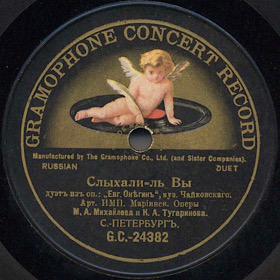 GRAMOPHONE CONCERT RECORD
Manufactured by The Gramophone Co., Ltd. (and Sister Companies).
RUSSIAN DUET
Слыхали-ль Вы
дуэтъ изъ оп.: „Евг. Онѣгинъ", муз. Чайковскаго.
Арт. ИМП. Маріинск. Оперы
М. А. Михайлова и К. А. Тугаринова.
С.-ПЕТЕРБУРГЪ.
G.C.-24382